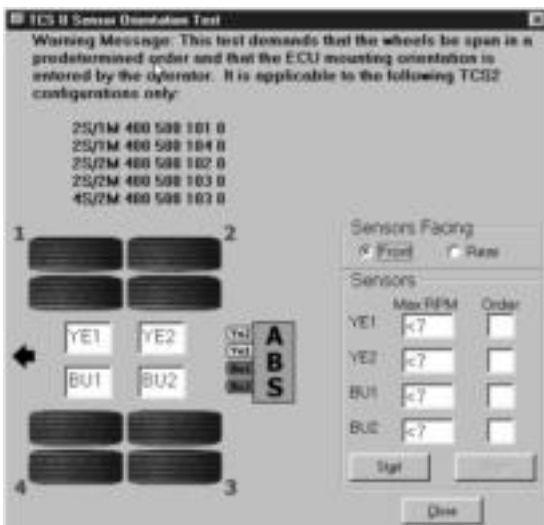 TCS II Sensor Orientation Test
Warning Message: This test demands that the wheels be spun in a
predetermined order and that the ECU mounting orientation is
entered by the operator. It is applicable to the following TCS2
configurations only:
2S/1M 400 500 101 0
2S/1M 400 500 104 0
2S/2M 400 500 102 0
2S/2M 400 500 103 0
4S/2M 400 500 103 0
1 2
Sensors Facing
Front Rear
Sensors
Max RPM Order
YE1 YE2
BU1 BU2
A
B
S
YE1 <7
YE2 <7
BU1 <7
BU2 <7
Start
4 3
Close